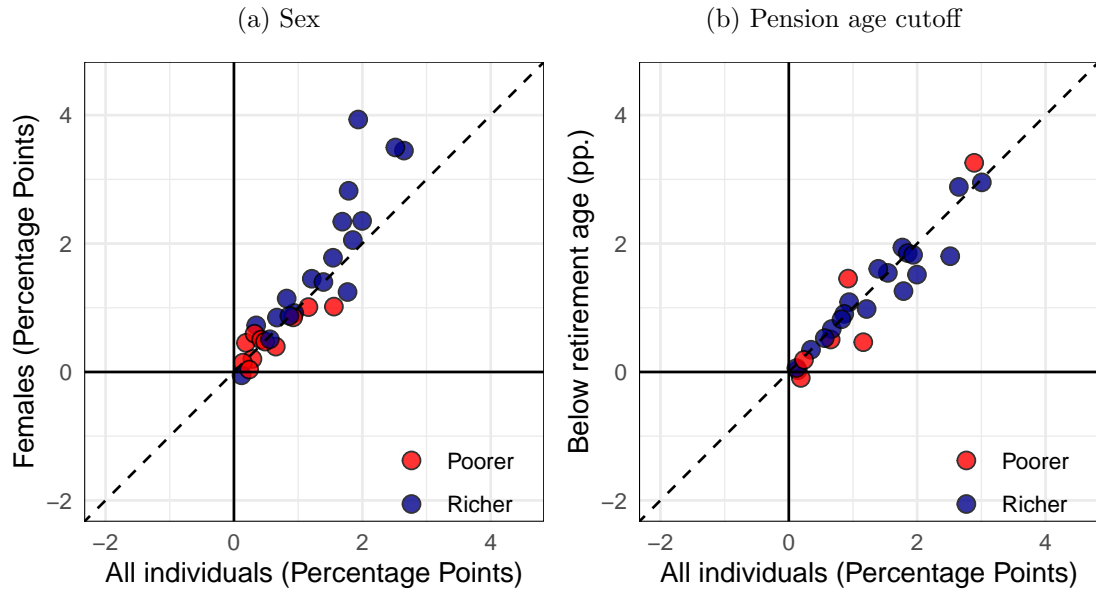 (a) Sex
Females (Percentage Points)
4
2
0
−2
Poorer
Richer
−2 0 2 4
All individuals (Percentage Points)
(b) Pension age cutoff
Below retirement age (pp.)
4
2
0
−2
Poorer
Richer
−2 0 2 4
All individuals (Percentage Points)